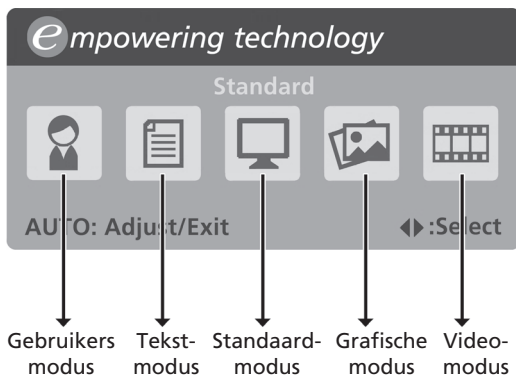 empowering technology
Standard
AUTO: Adjust/Exit ◀▶:Select
Gebruikers Tekst- Standaard- Grafische Video-
modus modus modus modus modus